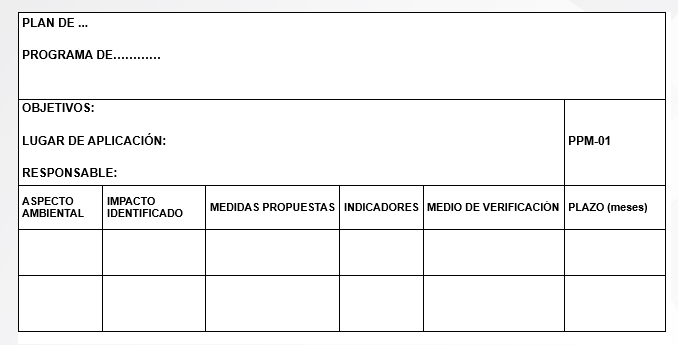 PLAN DE ...
PROGRAMA DE............
OBJETIVOS:
LUGAR DE APLICACIÓN:
RESPONSABLE:
PPM-01
ASPECTO AMBIENTAL
IMPACTO IDENTIFICADO
MEDIDAS PROPUESTAS
INDICADORES
MEDIO DE VERIFICACIÓN
PLAZO (meses)